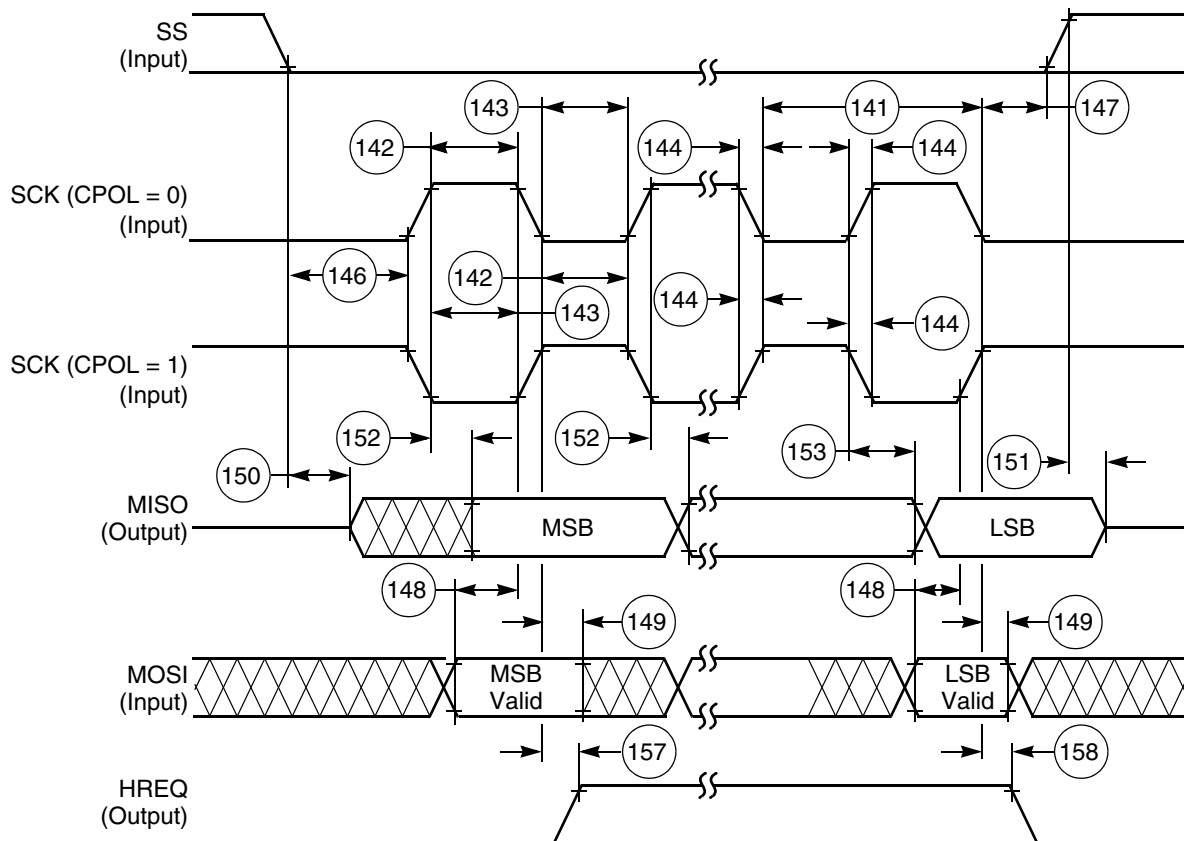 SS
(Input)
143
141
147
142
144
144
SCK (CPOL = 0)
(Input)
146
142
144
143
144
SCK (CPOL = 1)
(Input)
152
152
153
150
151
MISO
(Output)
MSB
LSB
148
148
149
149
MOSI
(Input)
MSB
Valid
LSB
Valid
157
158
HREQ
(Output)